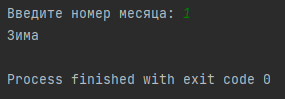 Введите номер месяца: 1
Зима
Process finished with exit code 0